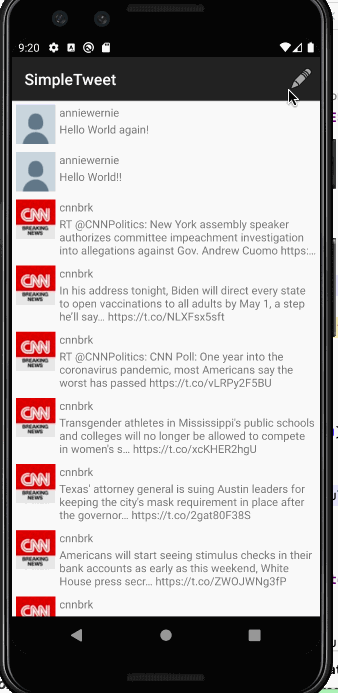 9:20
SimpleTweet
anniewernie
Hello World again!
anniewernie
Hello World!!
CNN
BREAKING NEWS
cnnbrk
RT @CNNPolitics: New York assembly speaker
authorizes committee impeachment investigation
into allegations against Gov. Andrew Cuomo https:...
CNN
BREAKING NEWS
cnnbrk
In his address tonight, Biden will direct every state
to open vaccinations to all adults by May 1, a step
he'll say... https://t.co/NLXFsx5sft
CNN
BREAKING NEWS
cnnbrk
RT @CNNPolitics: CNN Poll: One year into the
coronavirus pandemic, most Americans say the
worst has passed https://t.co/vLRPy2F5BU
CNN
BREAKING NEWS
cnnbrk
Transgender athletes in Mississippi's public schools
and colleges will no longer be allowed to compete
in women's s... https://t.co/xcKHER2hgU
CNN
BREAKING NEWS
cnnbrk
Texas' attorney general is suing Austin leaders for
keeping the city's mask requirement in place after
the governor... https://t.co/2gat80F38S
CNN
BREAKING NEWS
cnnbrk
Americans will start seeing stimulus checks in their
bank accounts as early as this weekend, White
House press secr... https://t.co/ZWOJWNg3fP
cnnbrk